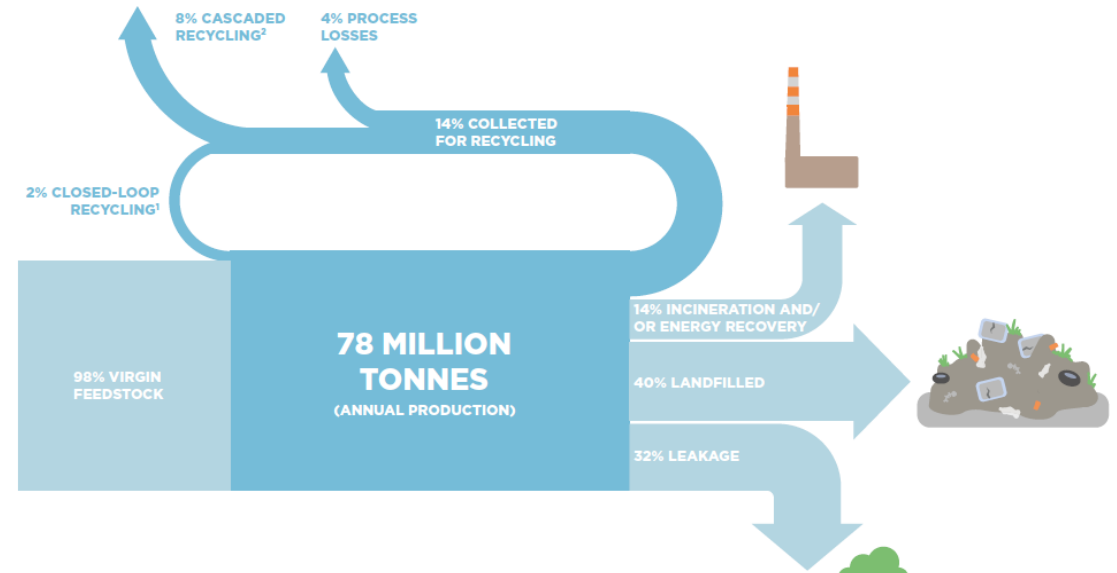 8% CASCADED
RECYCLING²
4% PROCESS
LOSSES
14% COLLECTED
FOR RECYCLING
2% CLOSED-LOOP
RECYCLING¹
98% VIRGIN
FEEDSTOCK
78 MILLION
TONNES
(ANNUAL PRODUCTION)
14% INCINERATION AND/
OR ENERGY RECOVERY
40% LANDFILLED
32% LEAKAGE